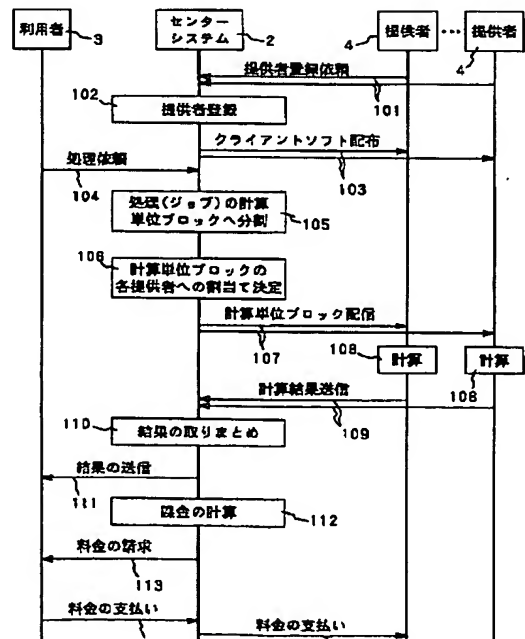 利用者
3
センター
システム
2
提供者
4
… 提供者
4
提供者登録依頼
101
102
提供者登録
クライアントソフト配布
103
処理依頼
104
処理(ジョブ)の計算
単位ブロックへ分割
105
106
計算単位ブロックの
各提供者への割当て決定
計算単位ブロック配信
107
108
計算
計算
108
計算結果送信
109
110
結果の取りまとめ
結果の送信
111
課金の計算
112
料金の請求
113
料金の支払い
料金の支払い